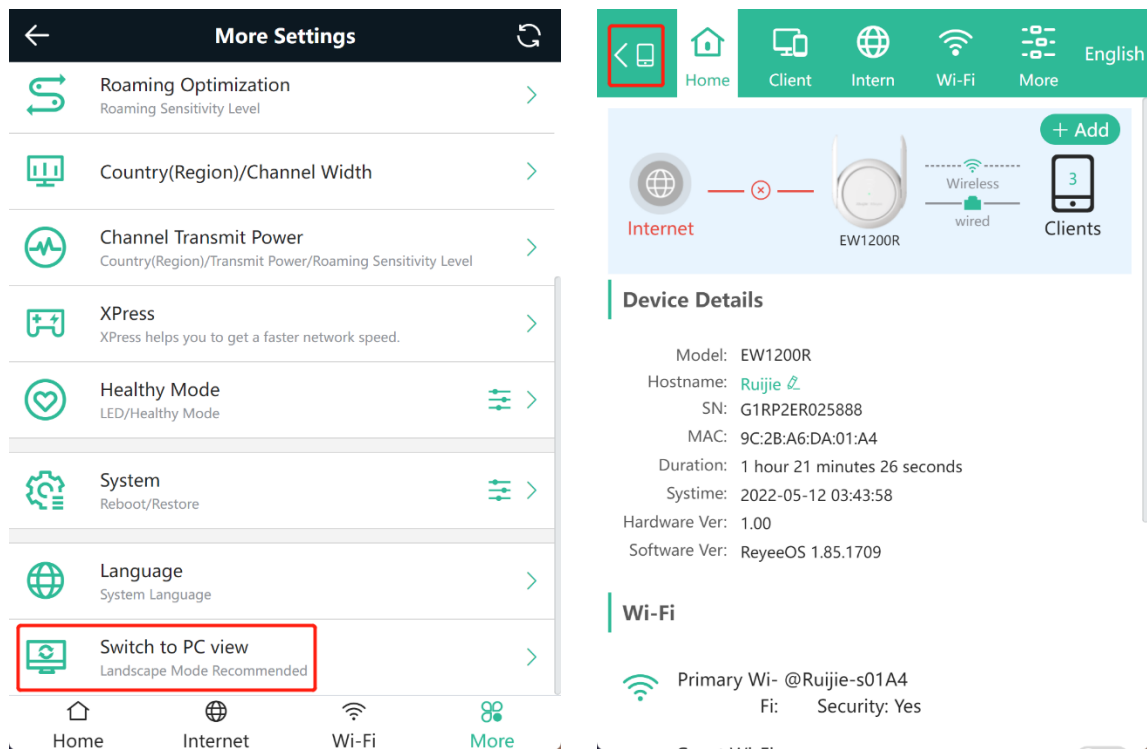 More Settings
Roaming Optimization
Roaming Sensitivity Level
Country(Region)/Channel Width
Channel Transmit Power
Country(Region)/Transmit Power/Roaming Sensitivity Level
XPress
XPress helps you to get a faster network speed.
Healthy Mode
LED/Healthy Mode
System
Reboot/Restore
Language
System Language
Switch to PC view
Landscape Mode Recommended
Home Internet Wi-Fi More
Home Client Intern Wi-Fi More English
+ Add
Internet
EW1200R
Wireless
wired
3
Clients
Device Details
Model: EW1200R
Hostname: Ruijie
SN: G1RP2ER025888
MAC: 9C:2B:A6:DA:01:A4
Duration: 1 hour 21 minutes 26 seconds
Systime: 2022-05-12 03:43:58
Hardware Ver: 1.00
Software Ver: ReyeeOS 1.85.1709
Wi-Fi
Primary Wi- @Ruijie-s01A4
Fi: Security: Yes